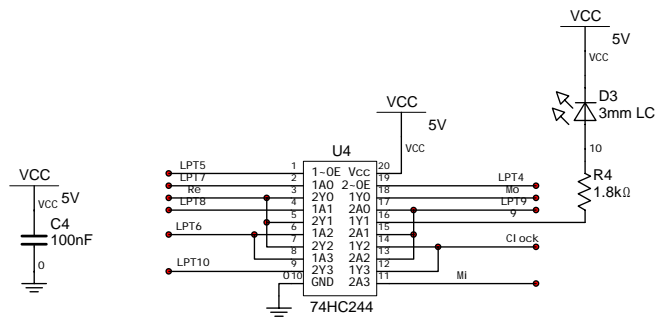 VCC
5V
VCC
D3
3mm LC
10
R4
1.8kΩ
VCC
5V
VCC
U4
LPT5 1 1~OE Vcc 20
LPT7 2 1A0 2~OE 19 LPT4
Re 3 2Y0 1Y0 18 Mo
LPT8 4 1A1 2A0 17 LPT9
5 2Y1 1Y1 16 9
LPT6 6 1A2 2A1 15
7 2Y2 1Y2 14 Clock
8 1A3 2A2 13
LPT10 9 2Y3 1Y3 12
0 10 GND 2A3 11 Mi
74HC244
VCC
VCC 5V
C4
100nF
0